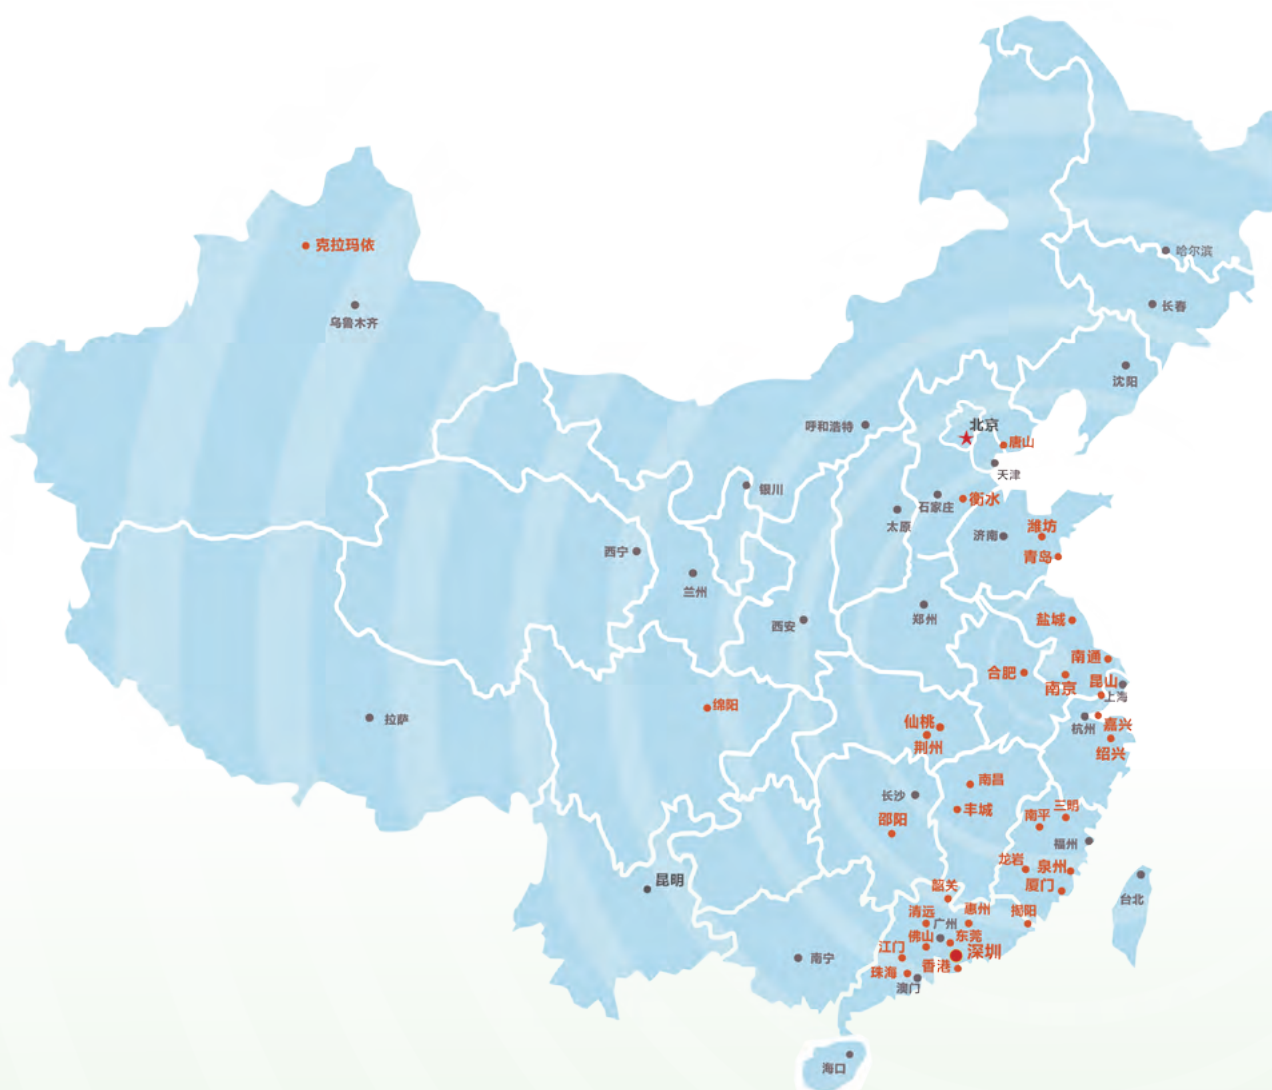 克拉玛依
乌鲁木齐
哈尔滨
长春
沈阳
呼和浩特
北京
唐山
天津
银川
石家庄
衡水
太原
济南
潍坊
青岛
西宁
兰州
西安
郑州
盐城
合肥
南通
南京
昆山
上海
拉萨
绵阳
仙桃
荆州
杭州
嘉兴
绍兴
南昌
长沙
丰城
邵阳
南平
三明
福州
龙岩
泉州
厦门
昆明
韶关
台北
清远
广州
惠州
揭阳
佛山
东莞
江门
深圳
南宁
香港
珠海
澳门
海口